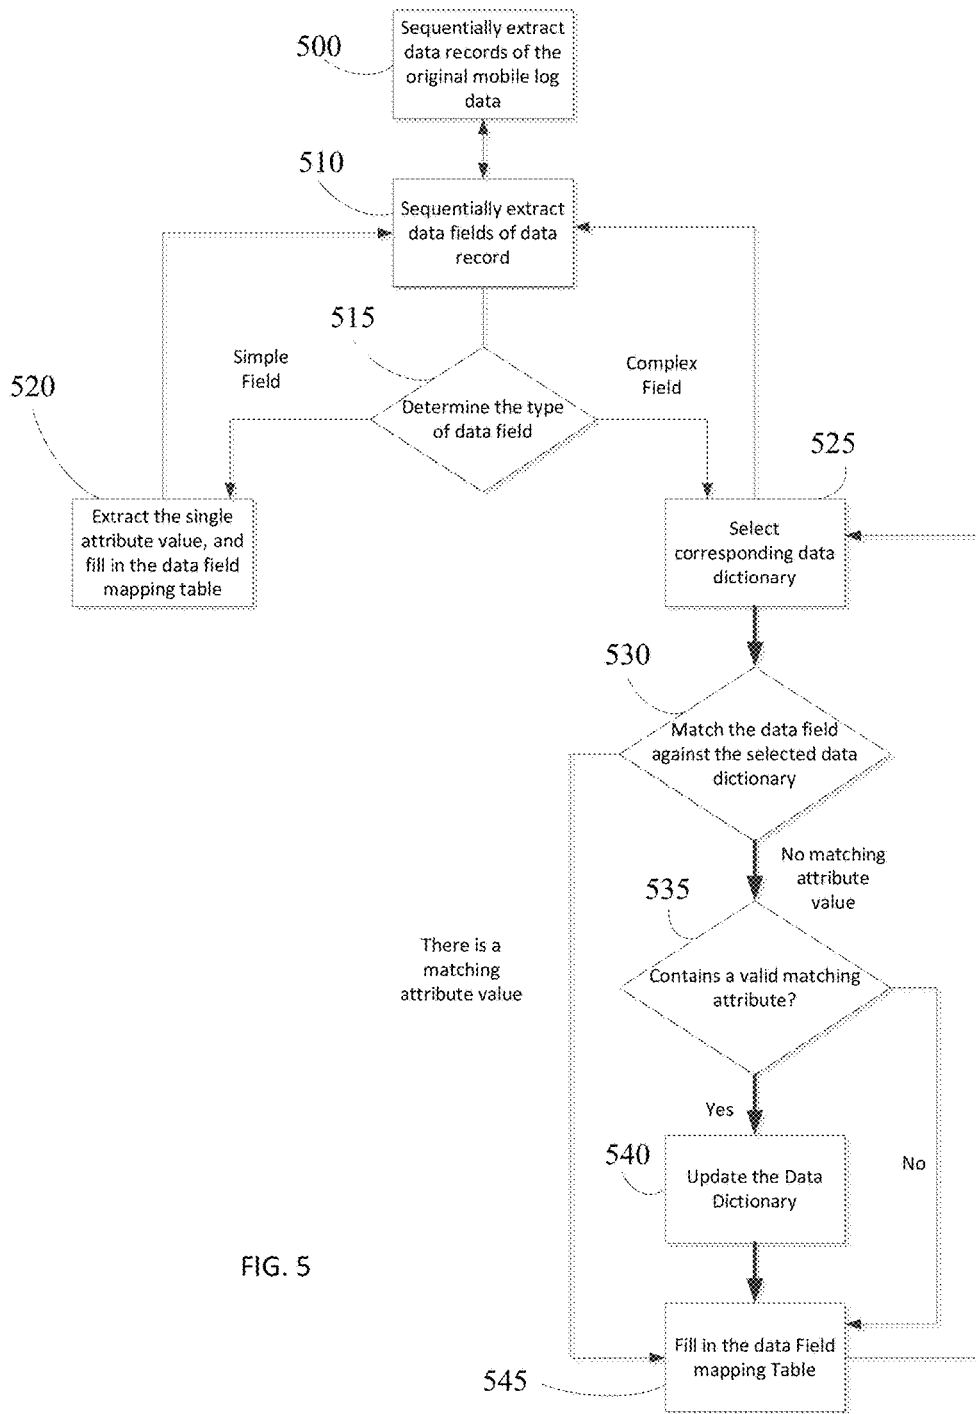 500
Sequentially extract
data records of the
original mobile log
data
510
Sequentially extract
data fields of data
record
515
Simple
Field
Complex
Field
520
Determine the type
of data field
525
Extract the single
attribute value, and
fill in the data field
mapping table
Select
corresponding data
dictionary
530
Match the data field
against the selected data
dictionary
No matching
attribute
value
535
There is a
matching
attribute value
Contains a valid matching
attribute?
Yes
540
No
Update the Data
Dictionary
FIG. 5
Fill in the data Field
mapping Table
545